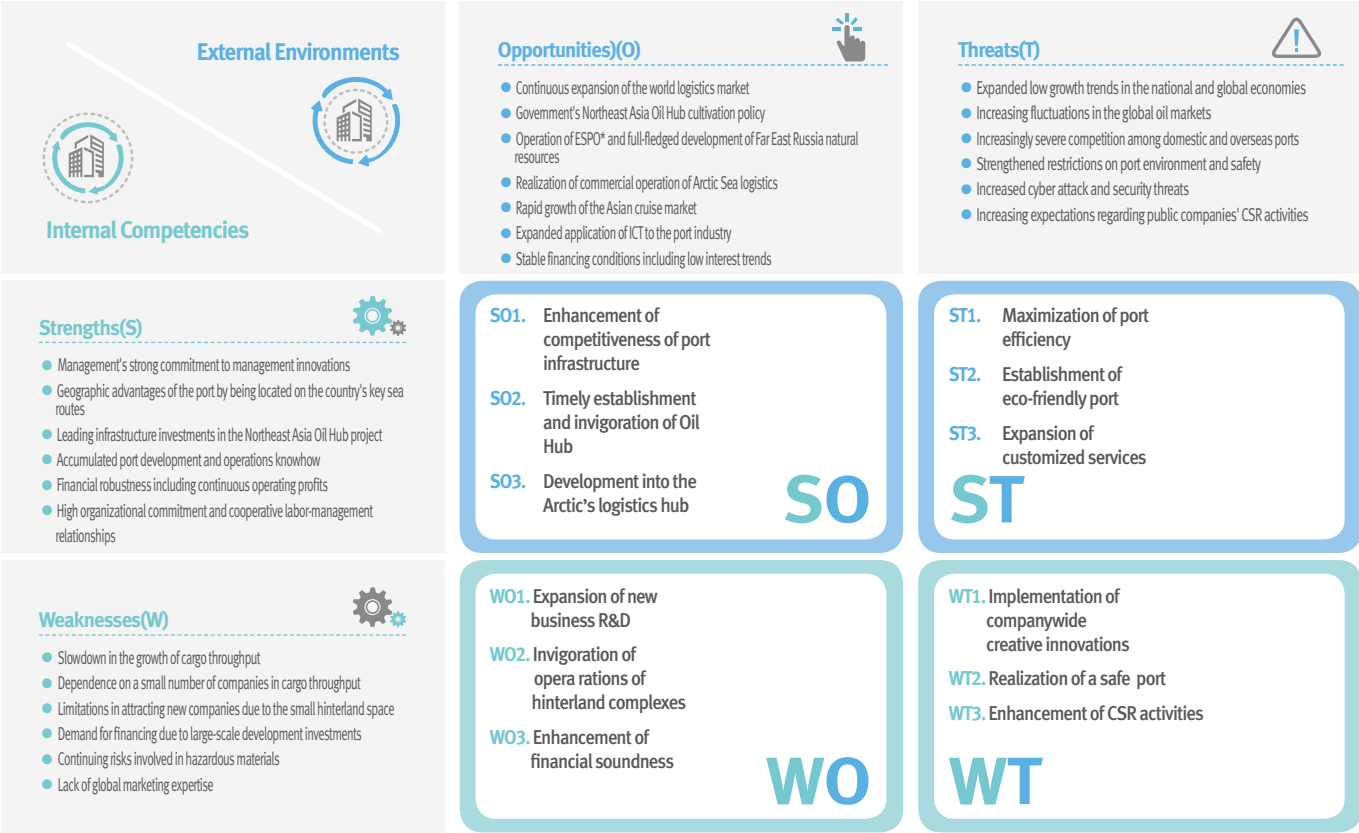 External Environments
Internal Competencies
Opportunities)(O)
Continuous expansion of the world logistics market
Government's Northeast Asia Oil Hub cultivation policy
Operation of ESPO* and full-fledged development of Far East Russia natural
resources
Realization of commercial operation of Arctic Sea logistics
Rapid growth of the Asian cruise market
Expanded application of ICT to the port industry
Stable financing conditions including low interest trends
Threats(T)
Expanded low growth trends in the national and global economies
Increasing fluctuations in the global oil markets
Increasingly severe competition among domestic and overseas ports
Strengthened restrictions on port environment and safety
Increased cyber attack and security threats
Increasing expectations regarding public companies' CSR activities
Strengths(S)
Management's strong commitment to management innovations
Geographic advantages of the port by being located on the country's key sea
routes
Leading infrastructure investments in the Northeast Asia Oil Hub project
Accumulated port development and operations knowhow
Financial robustness including continuous operating profits
High organizational commitment and cooperative labor-management
relationships
SO1. Enhancement of
competitiveness of port
infrastructure
SO2. Timely establishment
and invigoration of Oil
Hub
SO3. Development into the
Arctic's logistics hub
SO
ST1. Maximization of port
efficiency
ST2. Establishment of
eco-friendly port
ST3. Expansion of
customized services
ST
Weaknesses(W)
Slowdown in the growth of cargo throughput
Dependence on a small number of companies in cargo throughput
Limitations in attracting new companies due to the small hinterland space
Demand for financing due to large-scale development investments
Continuing risks involved in hazardous materials
Lack of global marketing expertise
WO1. Expansion of new
business R&D
WO2. Invigoration of
opera rations of
hinterland complexes
WO3. Enhancement of
financial soundness
WO
WT1. Implementation of
companywide
creative innovations
WT2. Realization of a safe port
WT3. Enhancement of CSR activities
WT